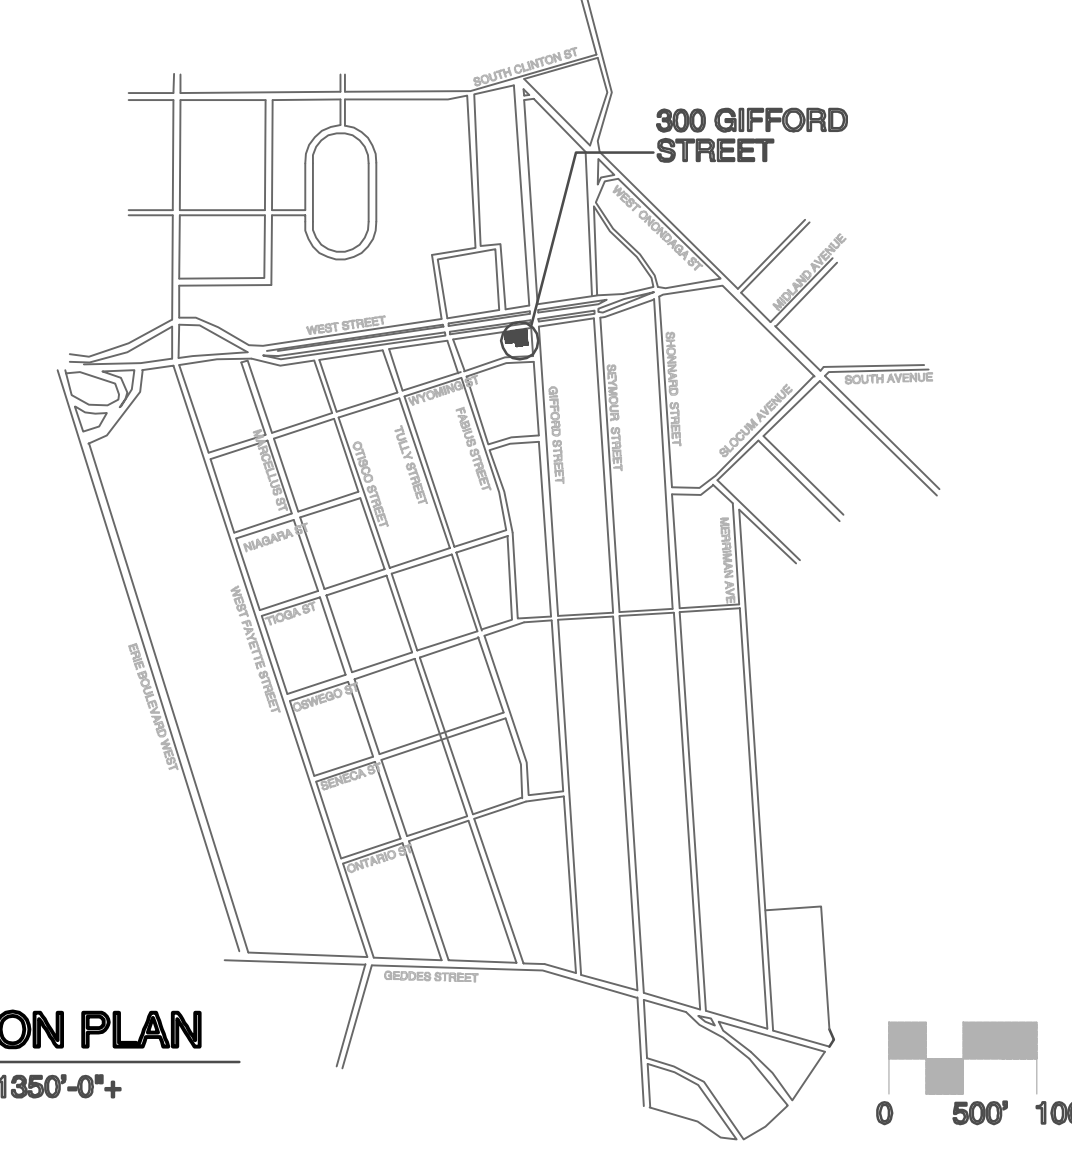 SOUTH CLINTON ST
300 GIFFORD
STREET
WEST ONONDAGA ST
MIDLAND AVENUE
WEST STREET
SOUTH AVENUE
SLOCUM AVENUE
SHONNARD STREET
SEYMOUR STREET
GIFFORD STREET
WYOMING ST
FABIUS STREET
TULLY STREET
OTISCO STREET
MARCELLUS ST
NIAGARA ST
MERRIMAN AVE
TIOGA ST
WEST FAYETTE STREET
ERIE BOULEVARD WEST
OSWEGO ST
SENECA ST
ONTARIO ST
GEDDES STREET
ON PLAN
1350'-0"+
0 500' 100